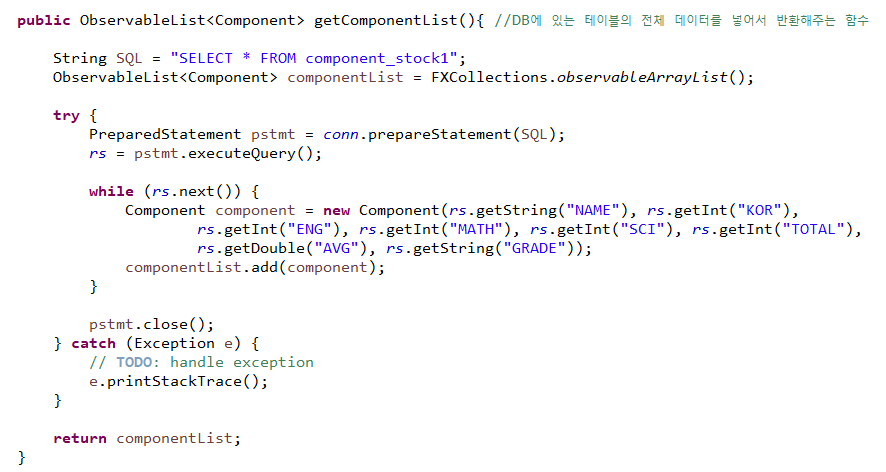 public ObservableList<Component> getComponentList(){ //DB에 있는 테이블의 전체 데이터를 넣어서 반환해주는 함수
String SQL = "SELECT * FROM component_stock1";
ObservableList<Component> componentList = FXCollections.observableArrayList();
try {
PreparedStatement pstmt = conn.prepareStatement(SQL);
rs = pstmt.executeQuery();
while (rs.next()) {
Component component = new Component(rs.getString("NAME"), rs.getInt("KOR"),
rs.getInt("ENG"), rs.getInt("MATH"), rs.getInt("SCI"), rs.getInt("TOTAL"),
rs.getDouble("AVG"), rs.getString("GRADE"));
componentList.add(component);
}
pstmt.close();
} catch (Exception e) {
// TODO: handle exception
e.printStackTrace();
}
return componentList;
}